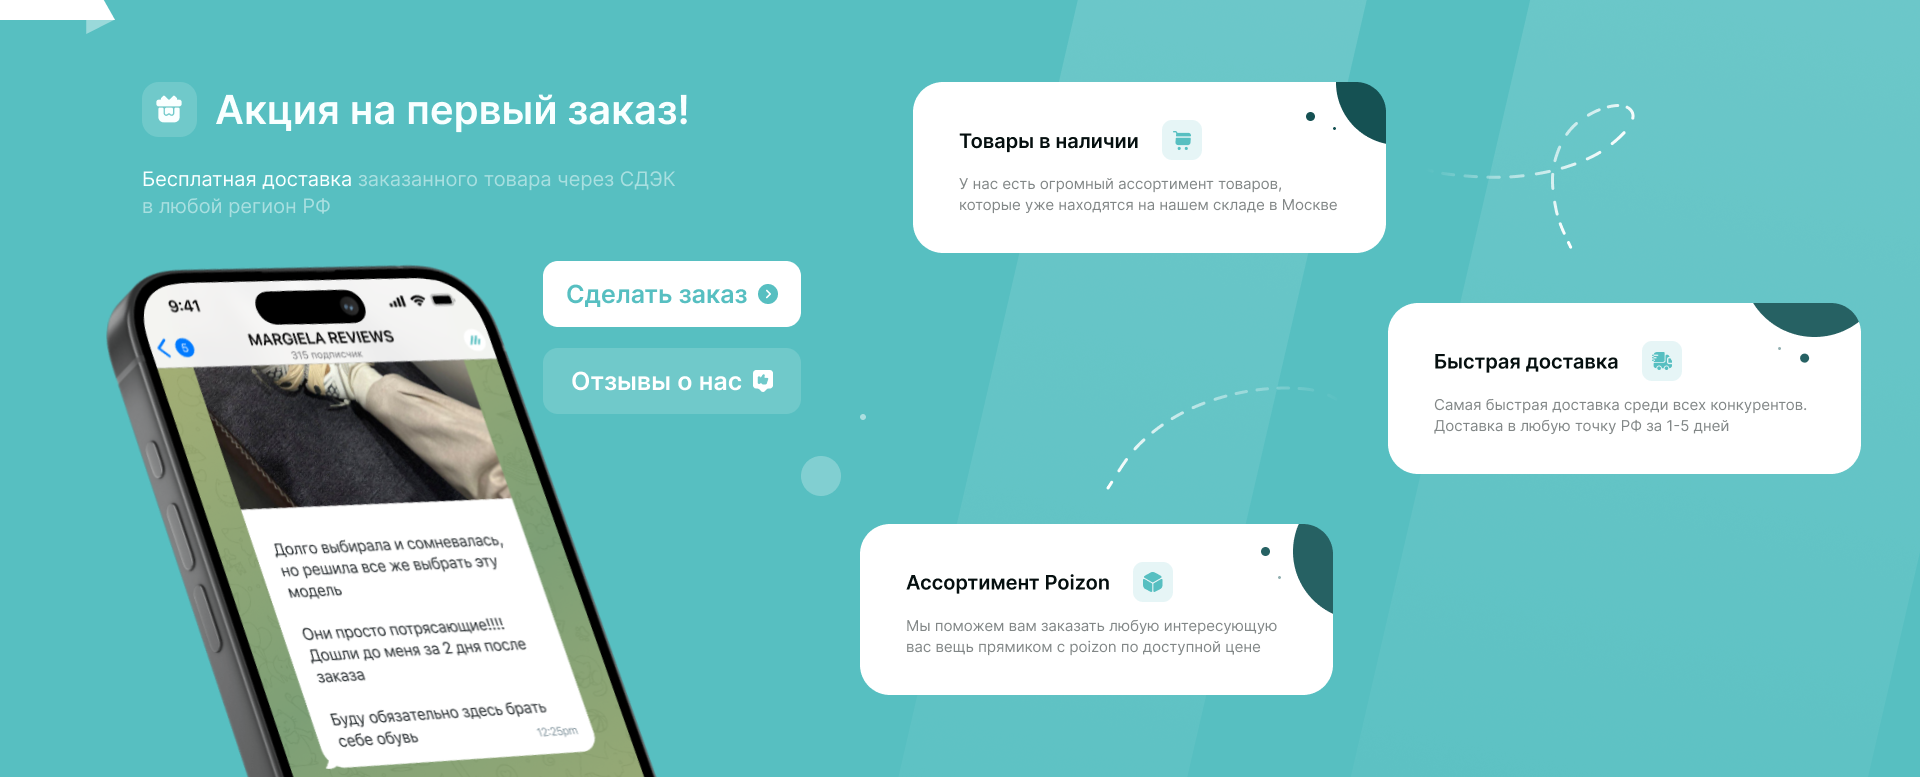 Акция на первый заказ!
Бесплатная доставка заказанного товара через СДЭК
в любой регион РФ
Сделать заказ
Отзывы о нас
9:41
5
MARGIELA REVIEWS
315 подписчик
Долго выбирала и сомневалась,
но решила все же выбрать эту
модель
Они просто потрясающие!!!!
Дошли до меня за 2 дня после
заказа
Буду обязательно здесь брать
себе обувь
12:25pm
Товары в наличии
У нас есть огромный ассортимент товаров,
которые уже находятся на нашем складе в Москве
Быстрая доставка
Самая быстрая доставка среди всех конкурентов.
Доставка в любую точку РФ за 1-5 дней
Ассортимент Poizon
Мы поможем вам заказать любую интересующую
вас вещь прямиком с poizon по доступной цене